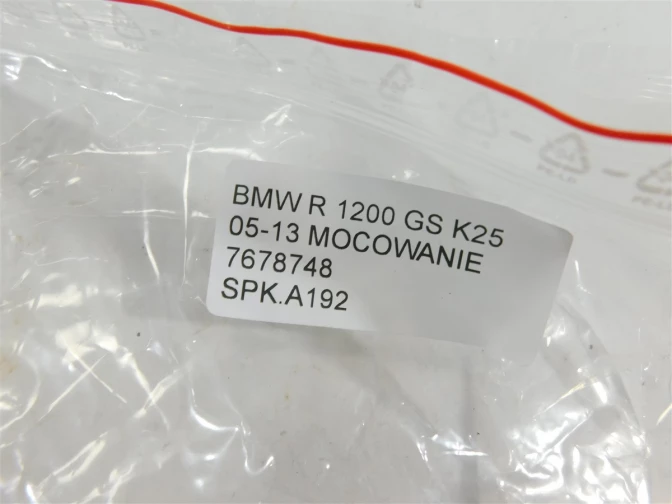 BMW R 1200 GS K25
05-13 MOCOWANIE
7678748
SPK.A192